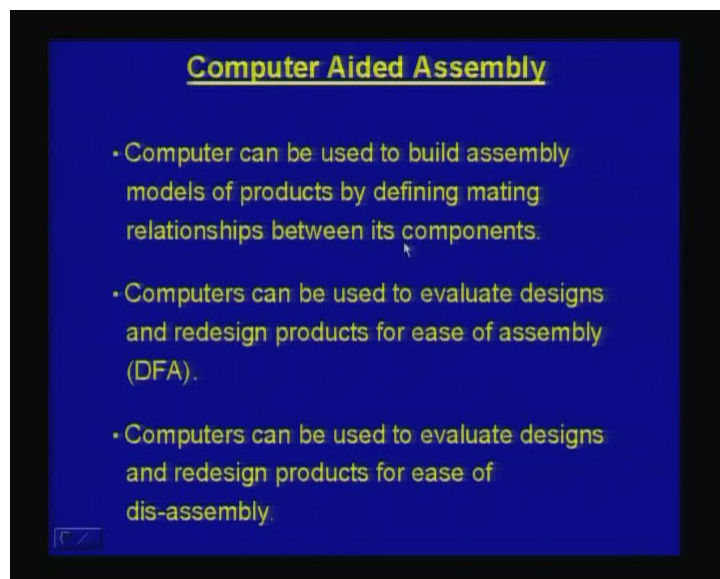 Computer Aided Assembly
• Computer can be used to build assembly
models of products by defining mating
relationships between its components.
• Computers can be used to evaluate designs
and redesign products for ease of assembly
(DFA).
• Computers can be used to evaluate designs
and redesign products for ease of
dis-assembly.